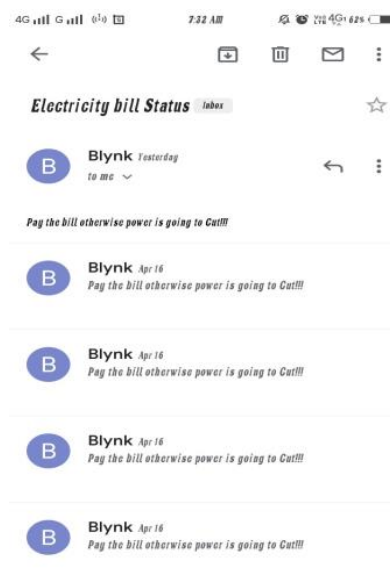 4G G 7:32 AM 4G+ 62%
Electricity bill Status Inbox
B Blynk Yesterday
to me
Pay the bill otherwise power is going to Cut!!!
B Blynk Apr 16
Pay the bill otherwise power is going to Cut!!!
B Blynk Apr 16
Pay the bill otherwise power is going to Cut!!!
B Blynk Apr 16
Pay the bill otherwise power is going to Cut!!!
B Blynk Apr 16
Pay the bill otherwise power is going to Cut!!!